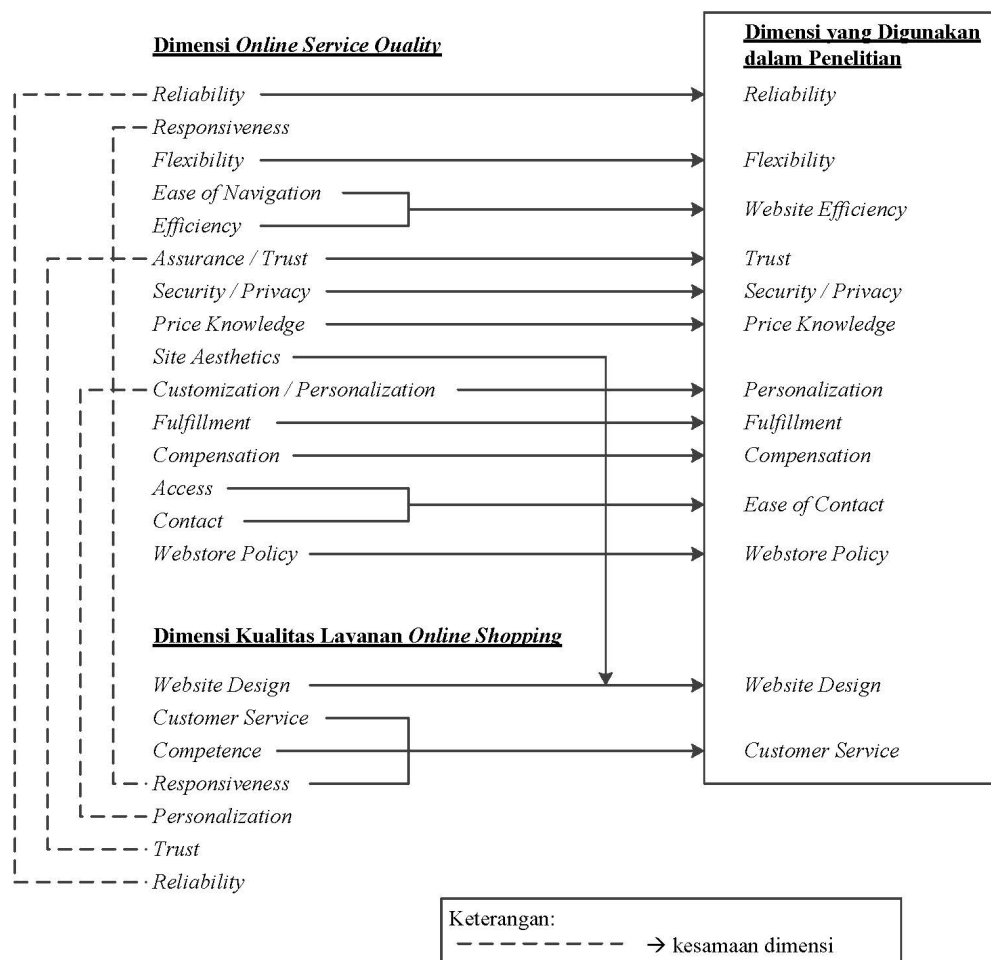 Dimensi Online Service Quality
Reliability
Responsiveness
Flexibility
Ease of Navigation
Efficiency
Assurance / Trust
Security / Privacy
Price Knowledge
Site Aesthetics
Customization / Personalization
Fulfillment
Compensation
Access
Contact
Webstore Policy
Dimensi Kualitas Layanan Online Shopping
Website Design
Customer Service
Competence
Responsiveness
Personalization
Trust
Reliability
Dimensi yang Digunakan
dalam Penelitian
Reliability
Flexibility
Website Efficiency
Trust
Security / Privacy
Price Knowledge
Personalization
Fulfillment
Compensation
Ease of Contact
Webstore Policy
Website Design
Customer Service
Keterangan:
→ kesamaan dimensi